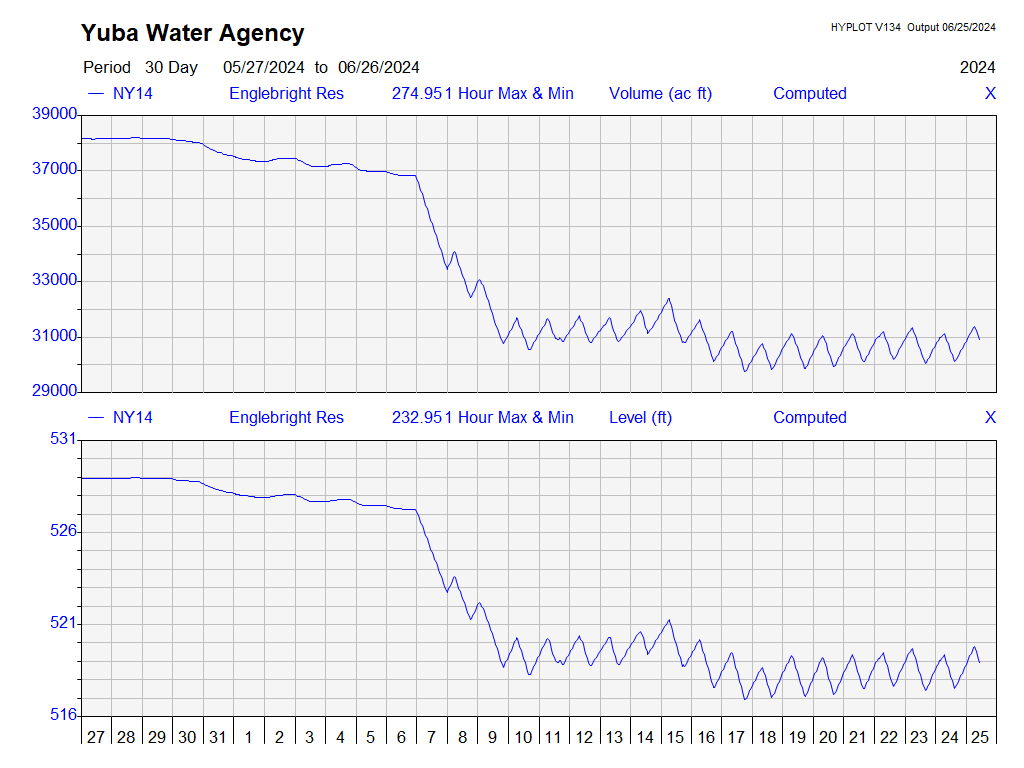 Yuba Water Agency
HYPLOT V134 Output 06/25/2024
Period 30 Day 05/27/2024 to 06/26/2024
2024
NY14 Englebright Res 274.951 Hour Max & Min Volume (ac ft) Computed X
39000
37000
35000
33000
31000
29000
NY14 Englebright Res 232.951 Hour Max & Min Level (ft) Computed X
531
526
521
516
27 28 29 30 31 1 2 3 4 5 6 7 8 9 10 11 12 13 14 15 16 17 18 19 20 21 22 23 24 25